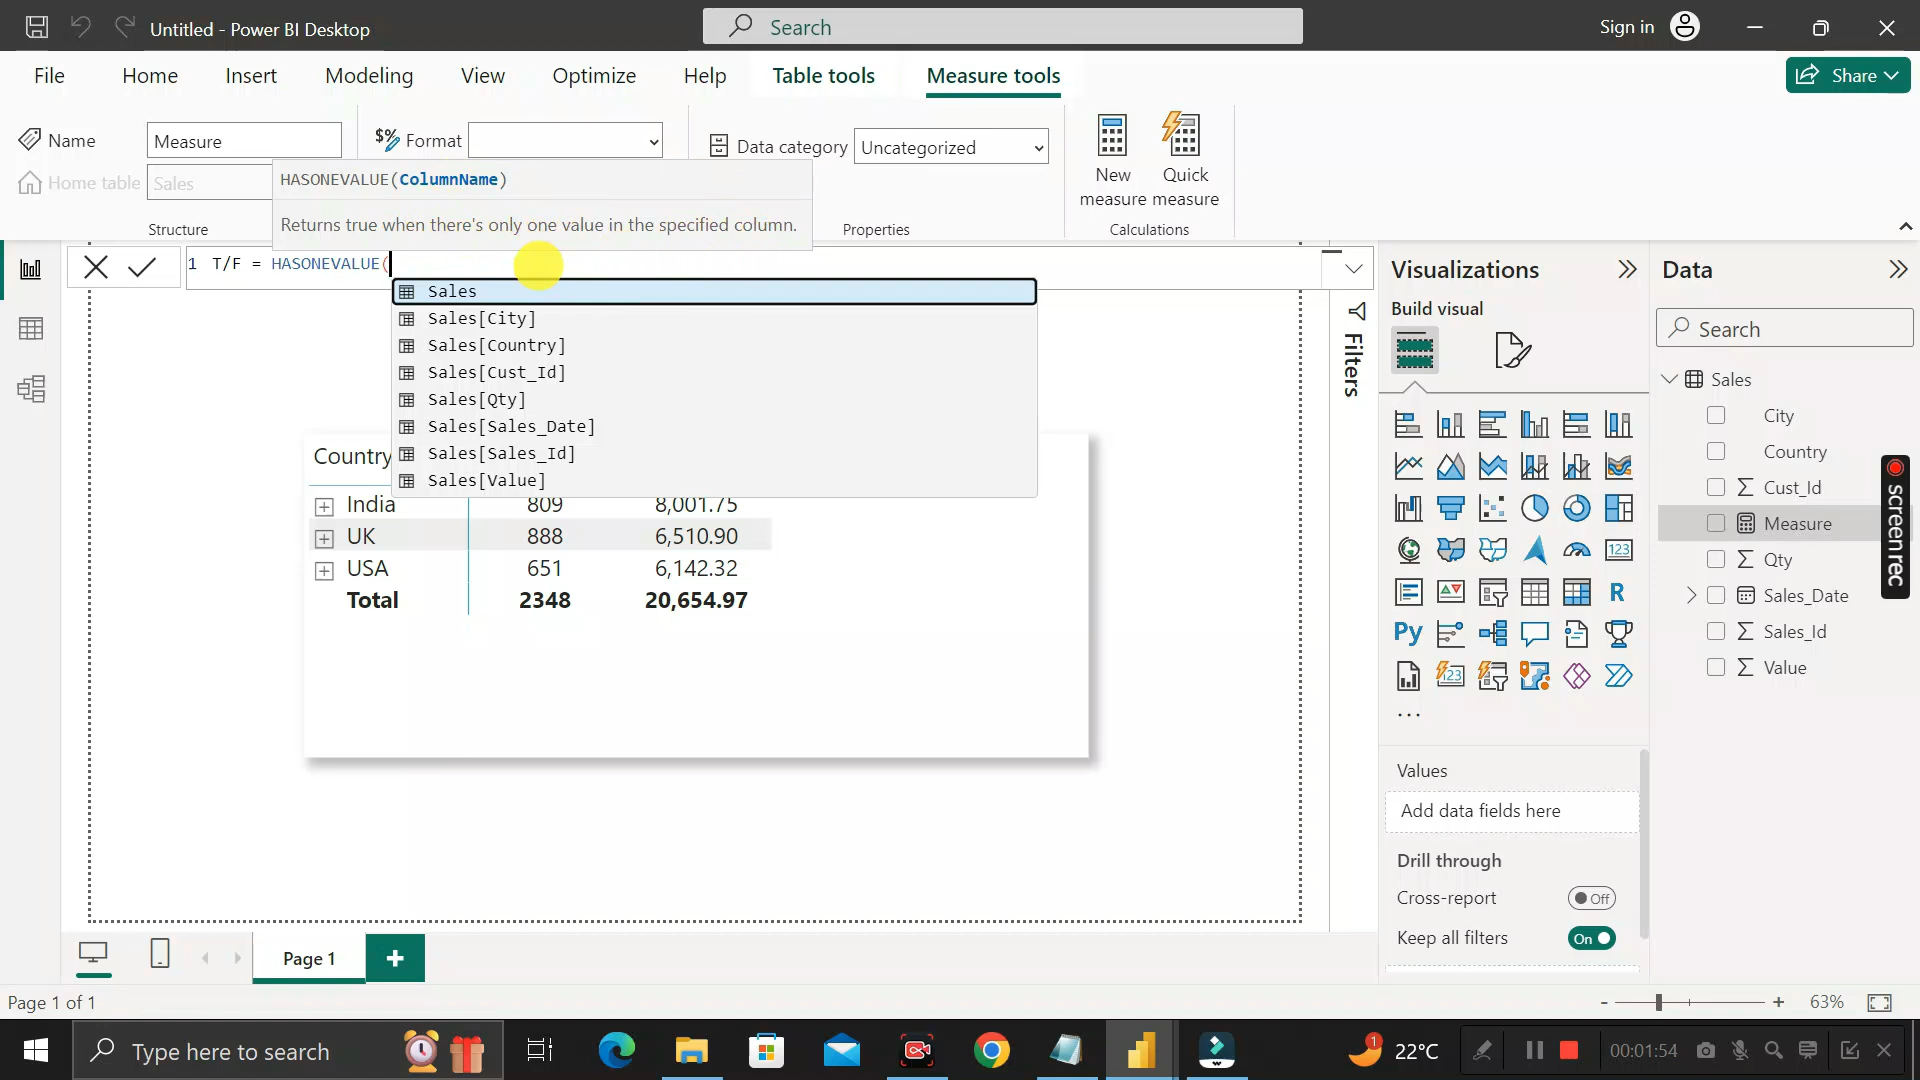 Untitled - Power BI Desktop
Search
Sign in
File
Home
Insert
Modeling
View
Optimize
Help
Table tools
Measure tools
Share
Name
Measure
Format
Data category
Uncategorized
New
measure
Quick
measure
Home table
Sales
HASONEVALUE(ColumnName)
Returns true when there's only one value in the specified column.
Structure
Properties
Calculations
1 T/F = HASONEVALUE(
Sales
Sales[City]
Sales[Country]
Sales[Cust_Id]
Sales[Qty]
Sales[Sales_Date]
Sales[Sales_Id]
Sales[Value]
Country
India 809 8,001.75
UK 888 6,510.90
USA 651 6,142.32
Total 2348 20,654.97
Filters
Visualizations
Build visual
123
R
Py
123
...
Values
Add data fields here
Drill through
Cross-report
Off
Keep all filters
On
Data
Search
Sales
City
Country
Cust_Id
Measure
Qty
Sales_Date
Sales_Id
Value
screen rec
Page 1
Page 1 of 1
63%
Type here to search
1
22°C
00:01:54